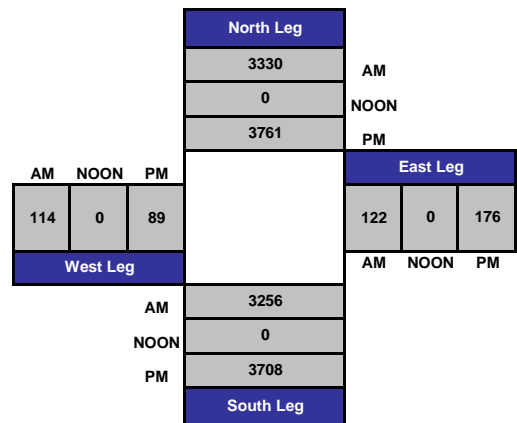 North Leg
3330 AM
0 NOON
3761 PM
AM NOON PM
East Leg
114 0 89
122 0 176
West Leg
AM NOON PM
AM 3256
NOON 0
PM 3708
South Leg